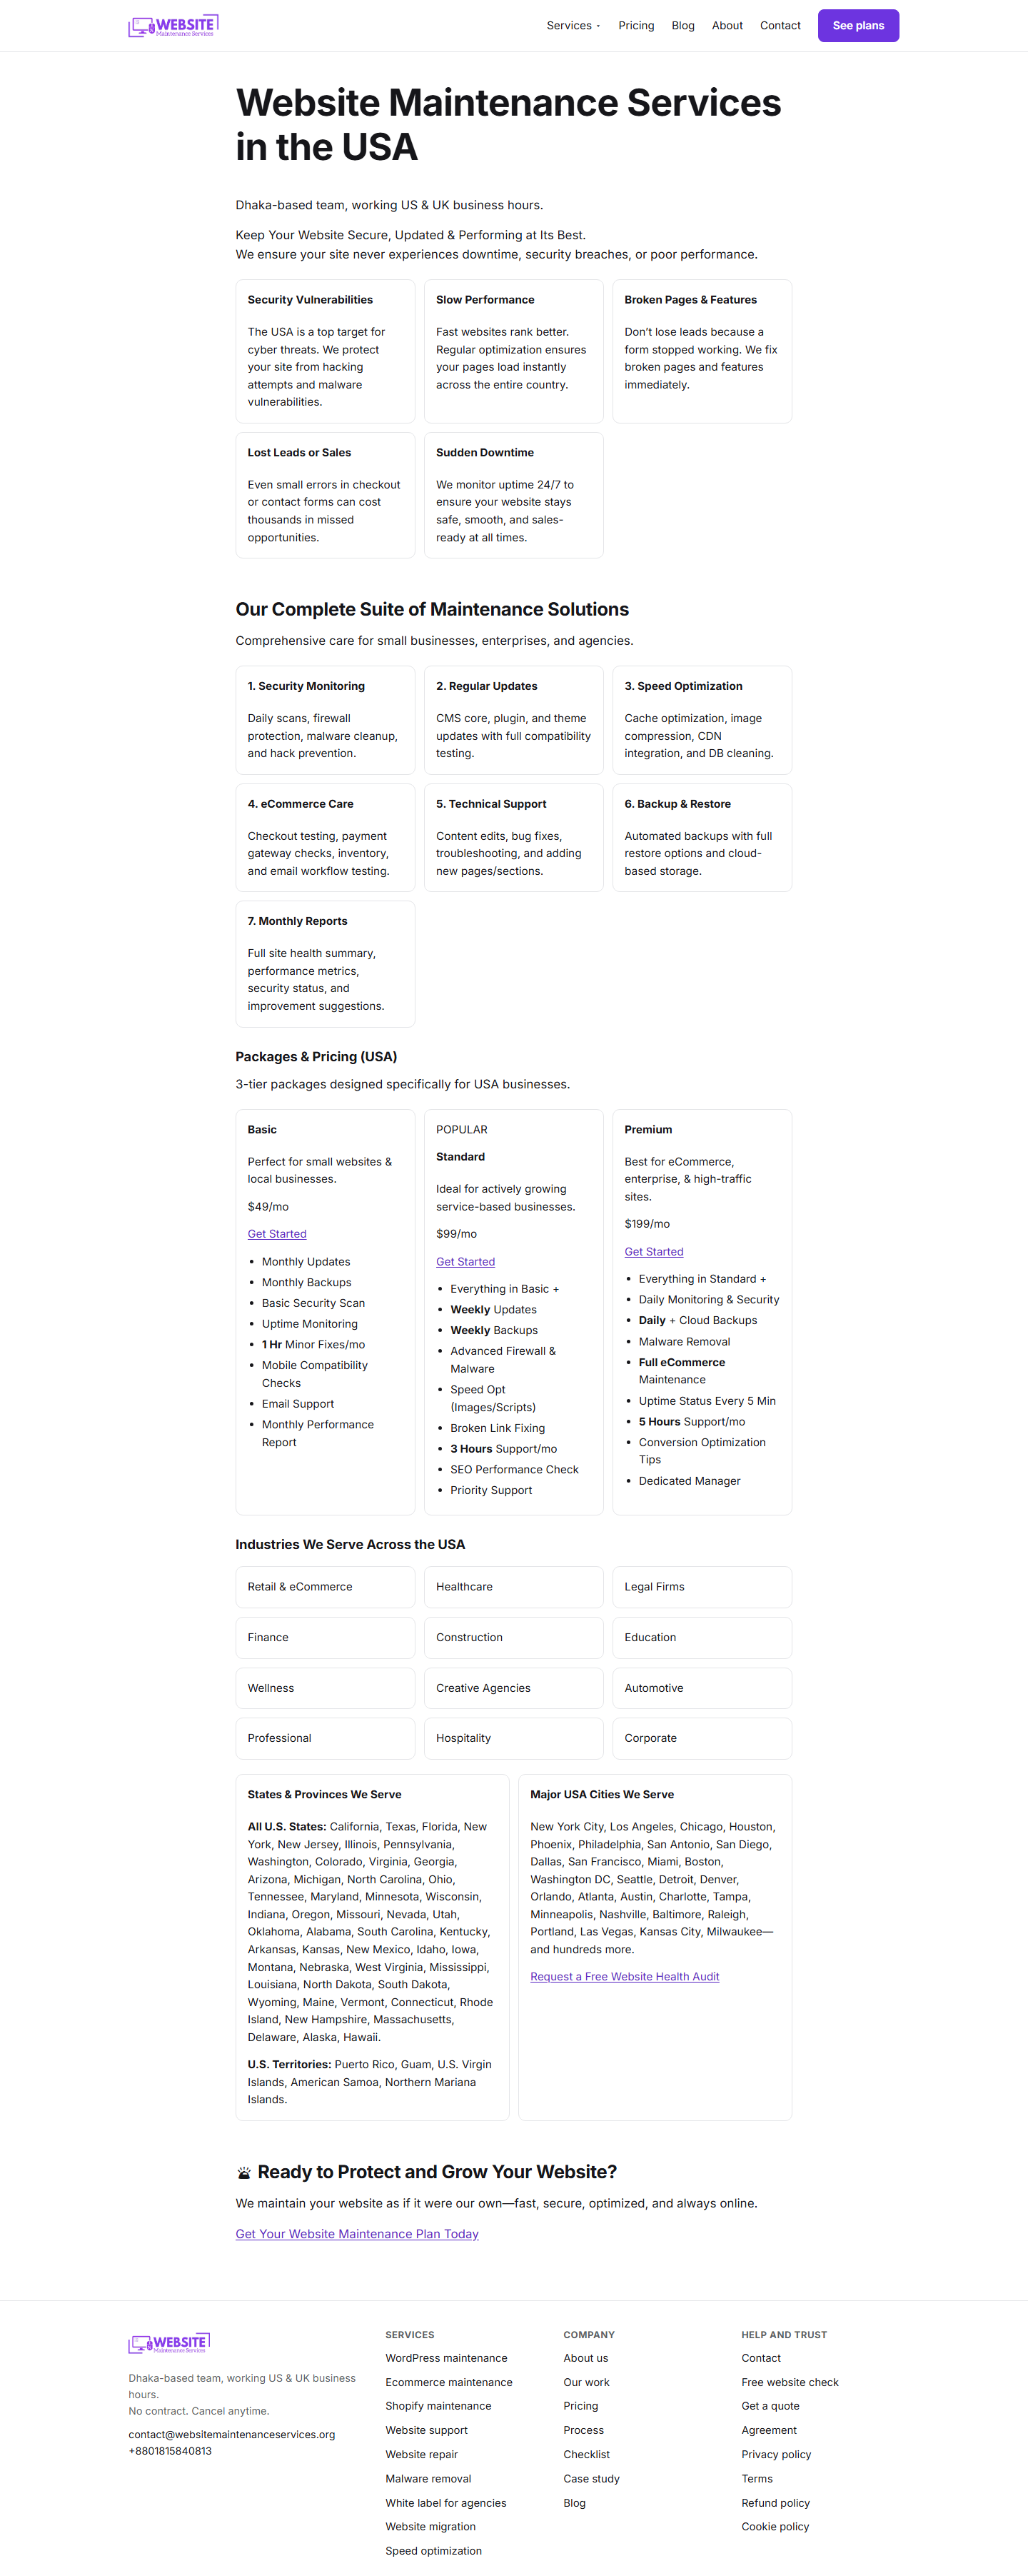 WEBSITE
Maintenance Services
Services
Pricing
Blog
About
Contact
See plans
Website Maintenance Services
in the USA
Dhaka-based team, working US & UK business hours.
Keep Your Website Secure, Updated & Performing at Its Best.
We ensure your site never experiences downtime, security breaches, or poor performance.
Security Vulnerabilities
The USA is a top target for
cyber threats. We protect
your site from hacking
attempts and malware
vulnerabilities.
Slow Performance
Fast websites rank better.
Regular optimization ensures
your pages load instantly
across the entire country.
Broken Pages & Features
Don’t lose leads because a
form stopped working. We fix
broken pages and features
immediately.
Lost Leads or Sales
Even small errors in checkout
or contact forms can cost
thousands in missed
opportunities.
Sudden Downtime
We monitor uptime 24/7 to
ensure your website stays
safe, smooth, and sales-
ready at all times.
Our Complete Suite of Maintenance Solutions
Comprehensive care for small businesses, enterprises, and agencies.
1. Security Monitoring
Daily scans, firewall
protection, malware cleanup,
and hack prevention.
2. Regular Updates
CMS core, plugin, and theme
updates with full compatibility
testing.
3. Speed Optimization
Cache optimization, image
compression, CDN
integration, and DB cleaning.
4. eCommerce Care
Checkout testing, payment
gateway checks, inventory,
and email workflow testing.
5. Technical Support
Content edits, bug fixes,
troubleshooting, and adding
new pages/sections.
6. Backup & Restore
Automated backups with full
restore options and cloud-
based storage.
7. Monthly Reports
Full site health summary,
performance metrics,
security status, and
improvement suggestions.
Packages & Pricing (USA)
3-tier packages designed specifically for USA businesses.
Basic
Perfect for small websites &
local businesses.
$49/mo
Get Started
• Monthly Updates
• Monthly Backups
• Basic Security Scan
• Uptime Monitoring
• 1 Hr Minor Fixes/mo
• Mobile Compatibility
Checks
• Email Support
• Monthly Performance
Report
POPULAR
Standard
Ideal for actively growing
service-based businesses.
$99/mo
Get Started
• Everything in Basic +
• Weekly Updates
• Weekly Backups
• Advanced Firewall &
Malware
• Speed Opt
(Images/Scripts)
• Broken Link Fixing
• 3 Hours Support/mo
• SEO Performance Check
• Priority Support
Premium
Best for eCommerce,
enterprise, & high-traffic
sites.
$199/mo
Get Started
• Everything in Standard +
• Daily Monitoring & Security
• Daily + Cloud Backups
• Malware Removal
• Full eCommerce
Maintenance
• Uptime Status Every 5 Min
• 5 Hours Support/mo
• Conversion Optimization
Tips
• Dedicated Manager
Industries We Serve Across the USA
Retail & eCommerce
Healthcare
Legal Firms
Finance
Construction
Education
Wellness
Creative Agencies
Automotive
Professional
Hospitality
Corporate
States & Provinces We Serve
All U.S. States: California, Texas, Florida, New
York, New Jersey, Illinois, Pennsylvania,
Washington, Colorado, Virginia, Georgia,
Arizona, Michigan, North Carolina, Ohio,
Tennessee, Maryland, Minnesota, Wisconsin,
Indiana, Oregon, Missouri, Nevada, Utah,
Oklahoma, Alabama, South Carolina, Kentucky,
Arkansas, Kansas, New Mexico, Idaho, Iowa,
Montana, Nebraska, West Virginia, Mississippi,
Louisiana, North Dakota, South Dakota,
Wyoming, Maine, Vermont, Connecticut, Rhode
Island, New Hampshire, Massachusetts,
Delaware, Alaska, Hawaii.
U.S. Territories: Puerto Rico, Guam, U.S. Virgin
Islands, American Samoa, Northern Mariana
Islands.
Major USA Cities We Serve
New York City, Los Angeles, Chicago, Houston,
Phoenix, Philadelphia, San Antonio, San Diego,
Dallas, San Francisco, Miami, Boston,
Washington DC, Seattle, Detroit, Denver,
Orlando, Atlanta, Austin, Charlotte, Tampa,
Minneapolis, Nashville, Baltimore, Raleigh,
Portland, Las Vegas, Kansas City, Milwaukee—
and hundreds more.
Request a Free Website Health Audit
Ready to Protect and Grow Your Website?
We maintain your website as if it were our own—fast, secure, optimized, and always online.
Get Your Website Maintenance Plan Today
WEBSITE
Maintenance Services
Dhaka-based team, working US & UK business
hours.
No contract. Cancel anytime.
contact@websitemaintenanceservices.org
+8801815840813
SERVICES
WordPress maintenance
Ecommerce maintenance
Shopify maintenance
Website support
Website repair
Malware removal
White label for agencies
Website migration
Speed optimization
COMPANY
About us
Our work
Pricing
Process
Checklist
Case study
Blog
HELP AND TRUST
Contact
Free website check
Get a quote
Agreement
Privacy policy
Terms
Refund policy
Cookie policy